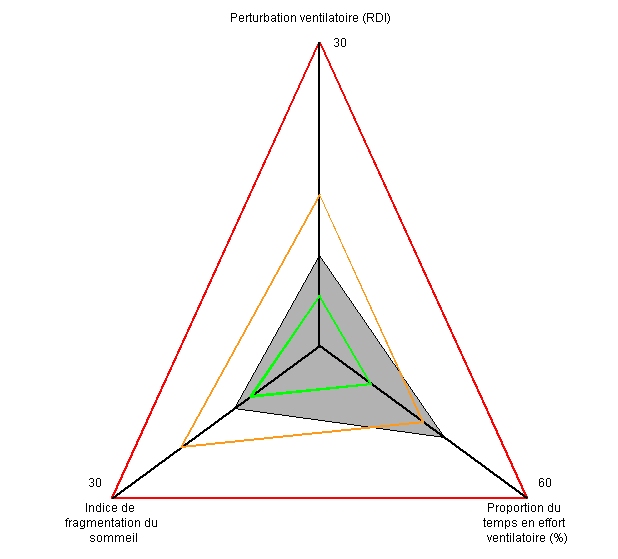 Perturbation ventilatoire (RDI)
30
30
60
Indice de
fragmentation du
sommeil
Proportion du
temps en effort
ventilatoire (%)